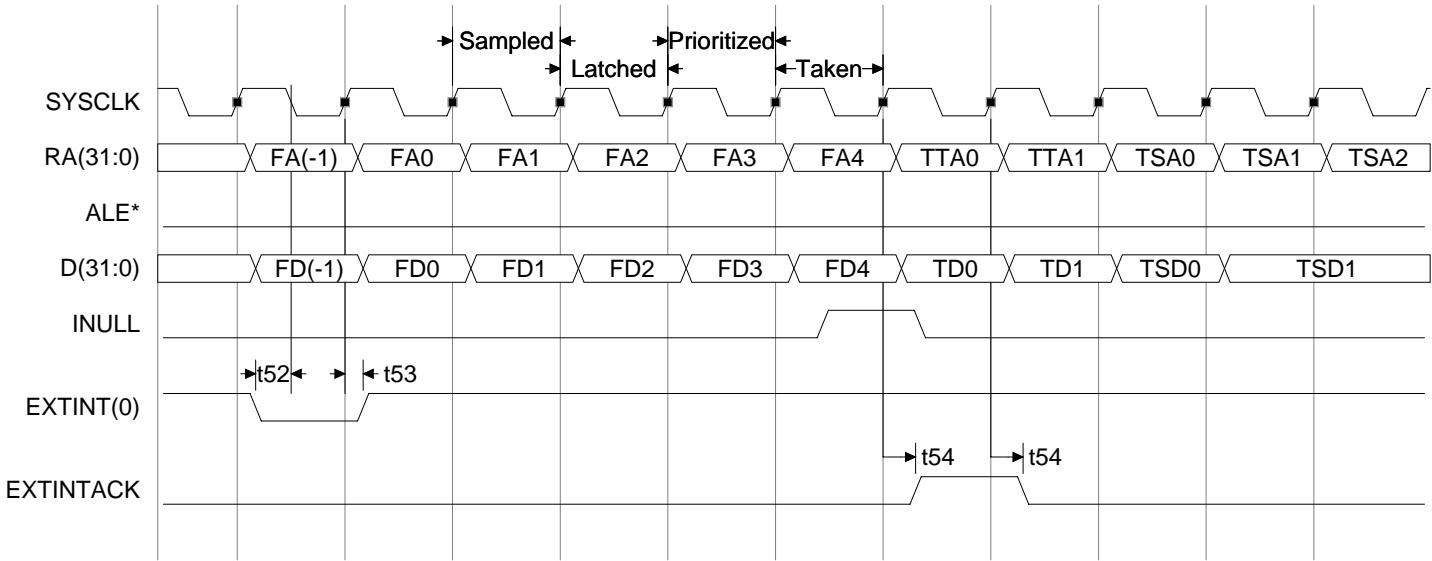 Sampled Prioritized
Latched Taken
SYSCLK
RA(31:0) FA(-1) FA0 FA1 FA2 FA3 FA4 TTA0 TTA1 TSA0 TSA1 TSA2
ALE*
D(31:0) FD(-1) FD0 FD1 FD2 FD3 FD4 TD0 TD1 TSD0 TSD1
INULL
t52 t53
EXTINT(0)
t54 t54
EXTINTACK